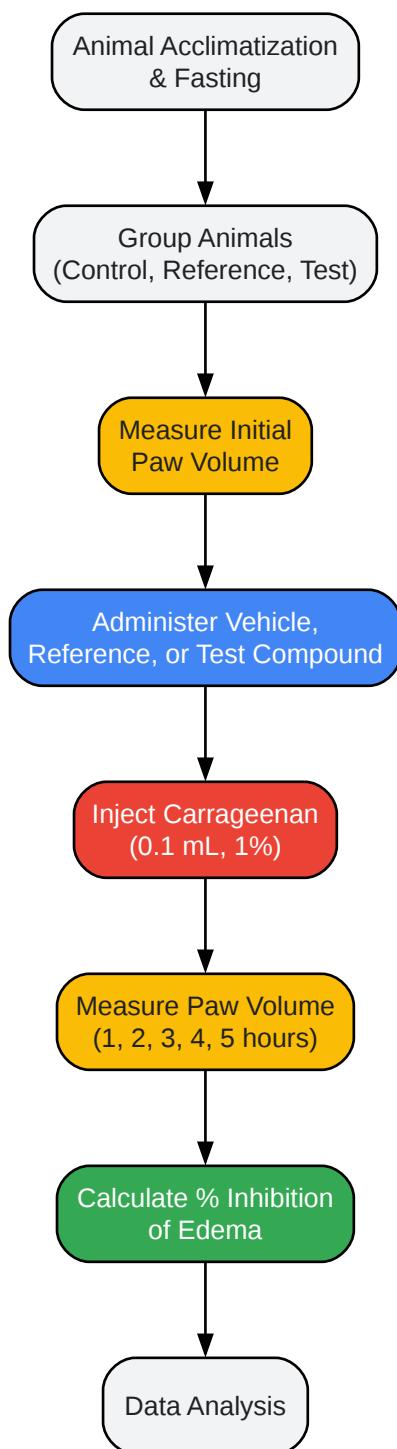 Animal Acclimatization
& Fasting
Group Animals
(Control, Reference, Test)
Measure Initial
Paw Volume
Administer Vehicle,
Reference, or Test Compound
Inject Carrageenan
(0.1 mL, 1%)
Measure Paw Volume
(1, 2, 3, 4, 5 hours)
Calculate % Inhibition
of Edema
Data Analysis